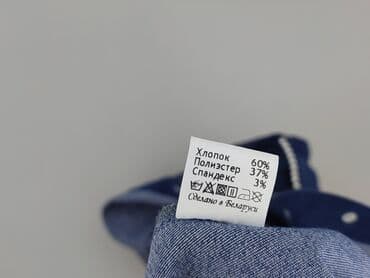 Хлопок 60%
Полиэстер 37%
Спандекс 3%
Сделано в Беларуси